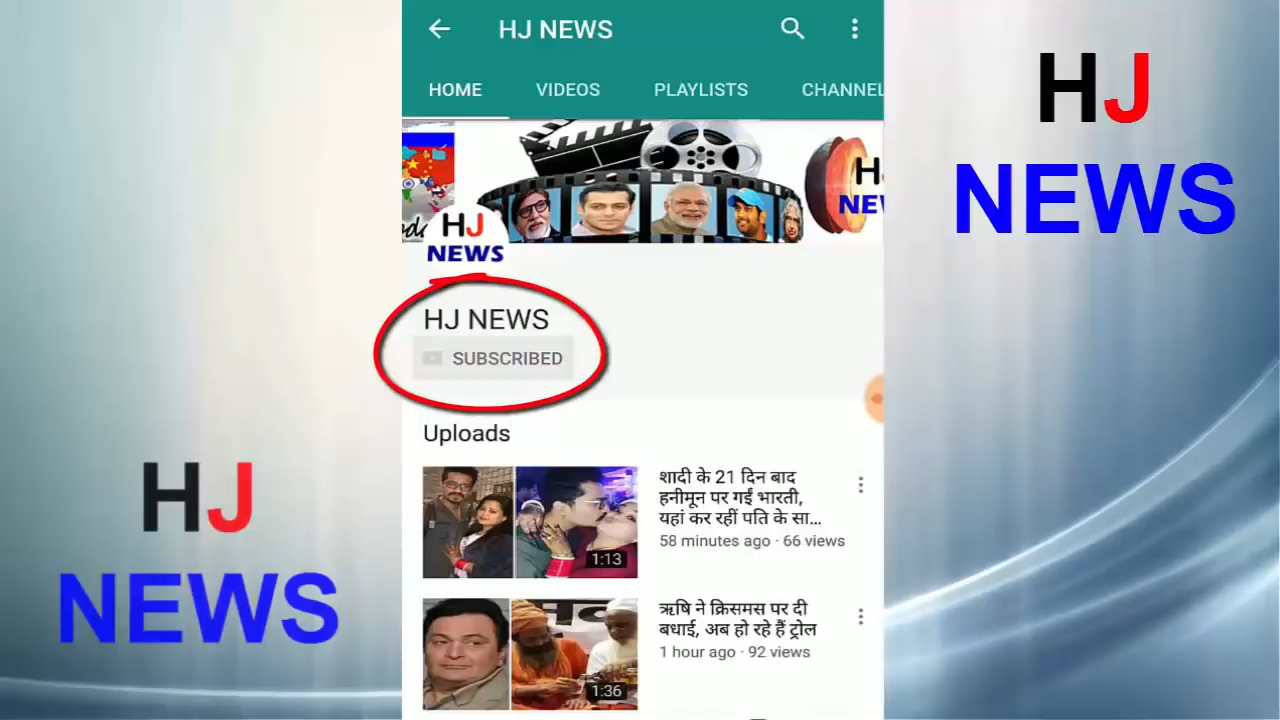 HJ NEWS
HOME VIDEOS PLAYLISTS CHANNEL
HJ
NEWS
HJ
NEWS
HJ NEWS
SUBSCRIBED
Uploads
शादी के 21 दिन बाद
हनीमून पर गईं भारती,
यहां कर रहीं पति के सा...
58 minutes ago · 66 views
1:13
ऋषि ने क्रिसमस पर दी
बधाई, अब हो रहे हैं ट्रोल
1 hour ago · 92 views
1:36
HJ
NEWS